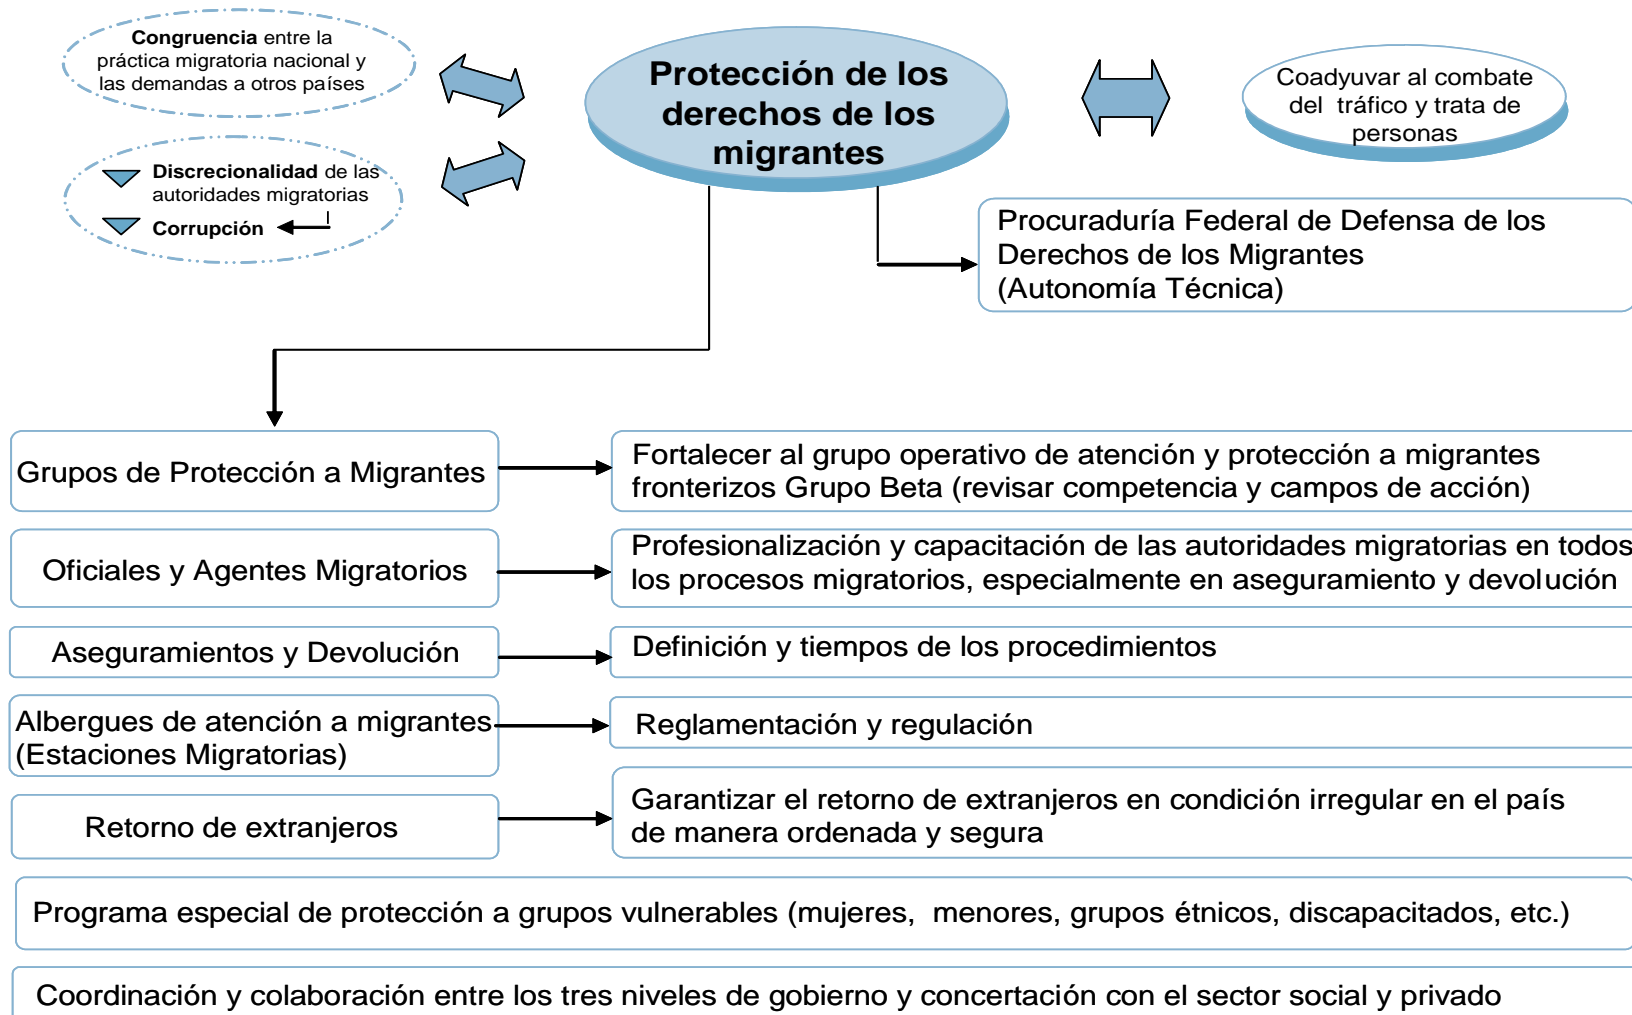 Congruencia entre la
práctica migratoria nacional y
las demandas a otros países
Protección de los
derechos de los
migrantes
Coadyuvar al combate
del tráfico y trata de
personas
Discrecionalidad de las
autoridades migratorias
Corrupción
Procuraduría Federal de Defensa de los
Derechos de los Migrantes
(Autonomía Técnica)
Grupos de Protección a Migrantes
Fortalecer al grupo operativo de atención y protección a migrantes
fronterizos Grupo Beta (revisar competencia y campos de acción)
Oficiales y Agentes Migratorios
Profesionalización y capacitación de las autoridades migratorias en todos
los procesos migratorios, especialmente en aseguramiento y devolución
Aseguramientos y Devolución
Definición y tiempos de los procedimientos
Albergues de atención a migrantes
(Estaciones Migratorias)
Reglamentación y regulación
Retorno de extranjeros
Garantizar el retorno de extranjeros en condición irregular en el país
de manera ordenada y segura
Programa especial de protección a grupos vulnerables (mujeres, menores, grupos étnicos, discapacitados, etc.)
Coordinación y colaboración entre los tres niveles de gobierno y concertación con el sector social y privado